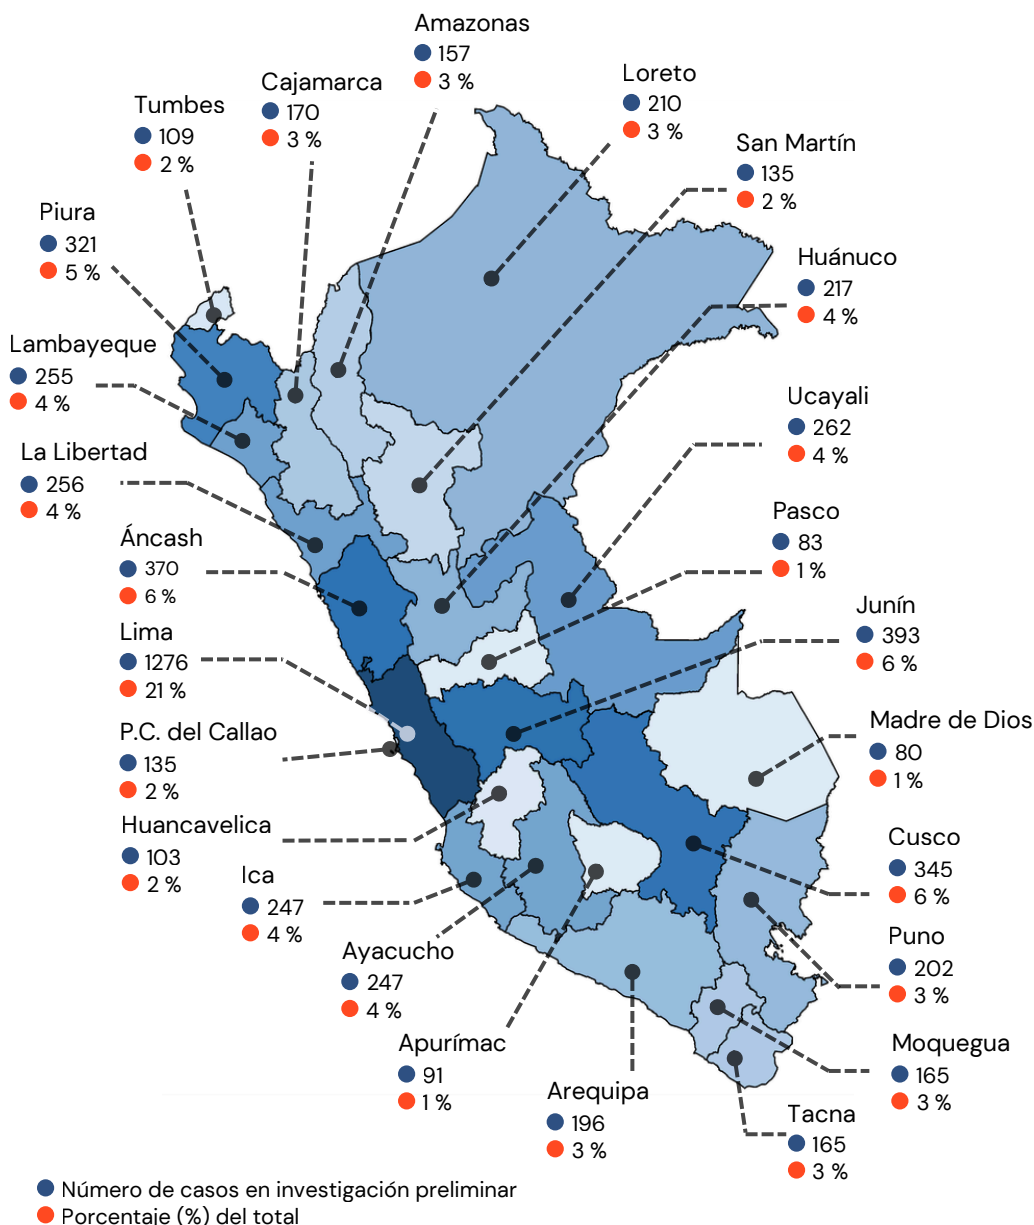 Amazonas
157
3 %
Cajamarca
170
3 %
Loreto
210
3 %
Tumbes
109
2 %
San Martín
135
2 %
Piura
321
5 %
Huánuco
217
4 %
Lambayeque
255
4 %
Ucayali
262
4 %
La Libertad
256
4 %
Pasco
83
1 %
Áncash
370
6 %
Junín
393
6 %
Lima
1276
21 %
Madre de Dios
80
1 %
P.C. del Callao
135
2 %
Huancavelica
103
2 %
Cusco
345
6 %
Ica
247
4 %
Puno
202
3 %
Ayacucho
247
4 %
Apurímac
91
1 %
Moquegua
165
3 %
Arequipa
196
3 %
Tacna
165
3 %
Número de casos en investigación preliminar
Porcentaje (%) del total